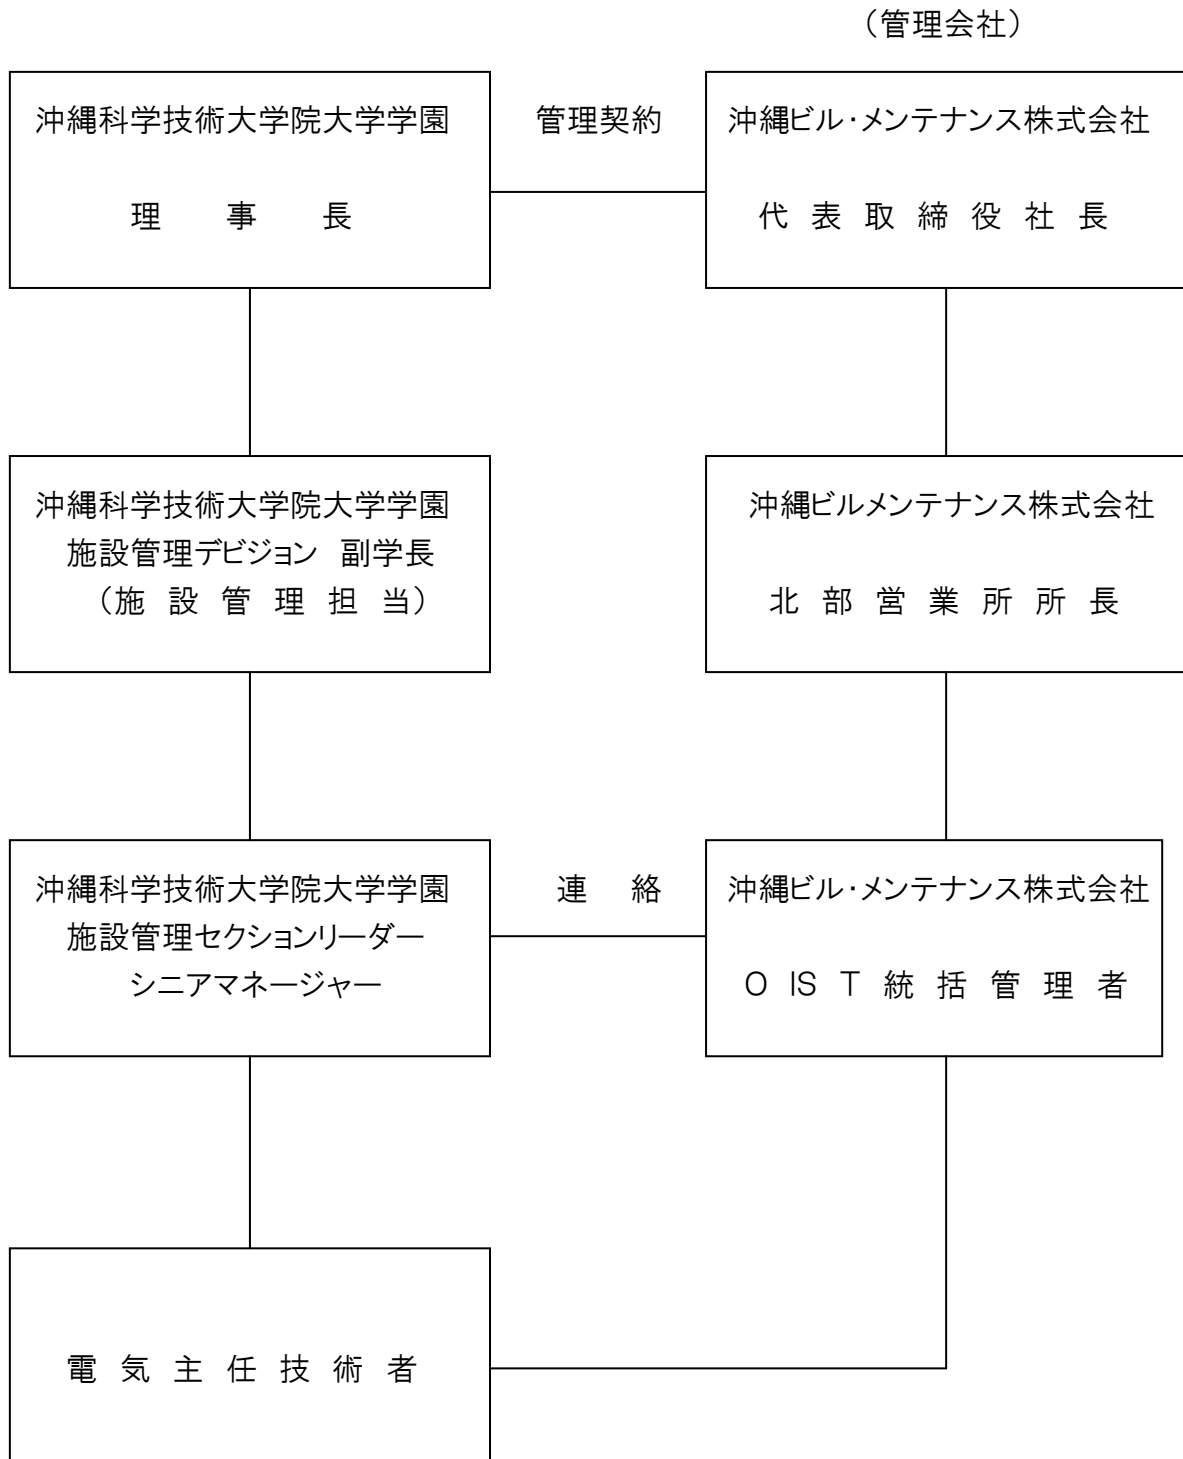 （管理会社）
沖縄科学技術大学院大学学園
理事長
管理契約
沖縄ビル・メンテナンス株式会社
代表取締役社長
沖縄科学技術大学院大学学園
施設管理デビジョン 副学長
（施設管理担当）
沖縄ビルメンテナンス株式会社
北部営業所所長
沖縄科学技術大学院大学学園
施設管理セクションリーダー
シニアマネージャー
連絡
沖縄ビル・メンテナンス株式会社
OIST統括管理者
電気主任技術者